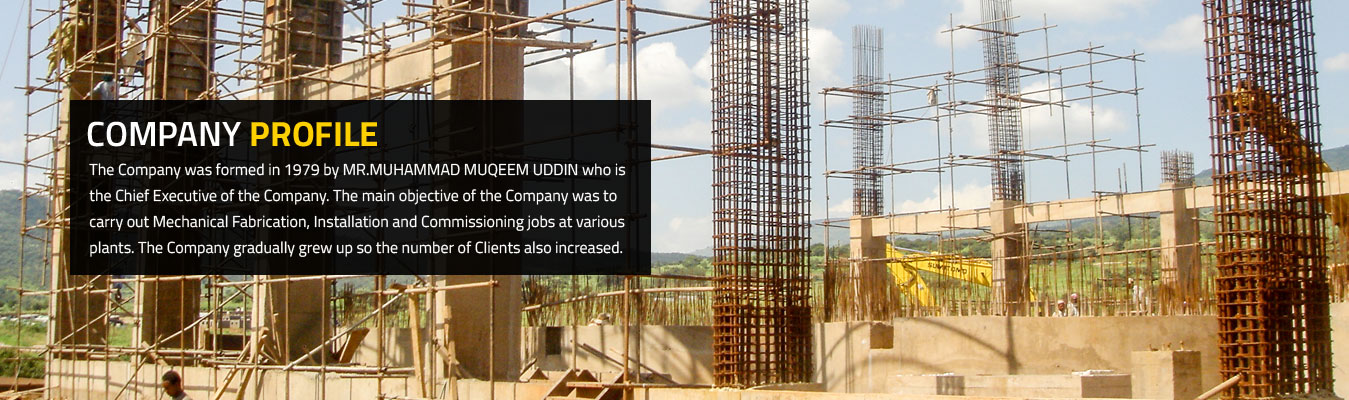 COMPANY PROFILE
The Company was formed in 1979 by MR.MUHAMMAD MUQEEM UDDIN who is
the Chief Executive of the Company. The main objective of the Company was to
carry out Mechanical Fabrication, Installation and Commissioning jobs at various
plants. The Company gradually grew up so the number of Clients also increased.